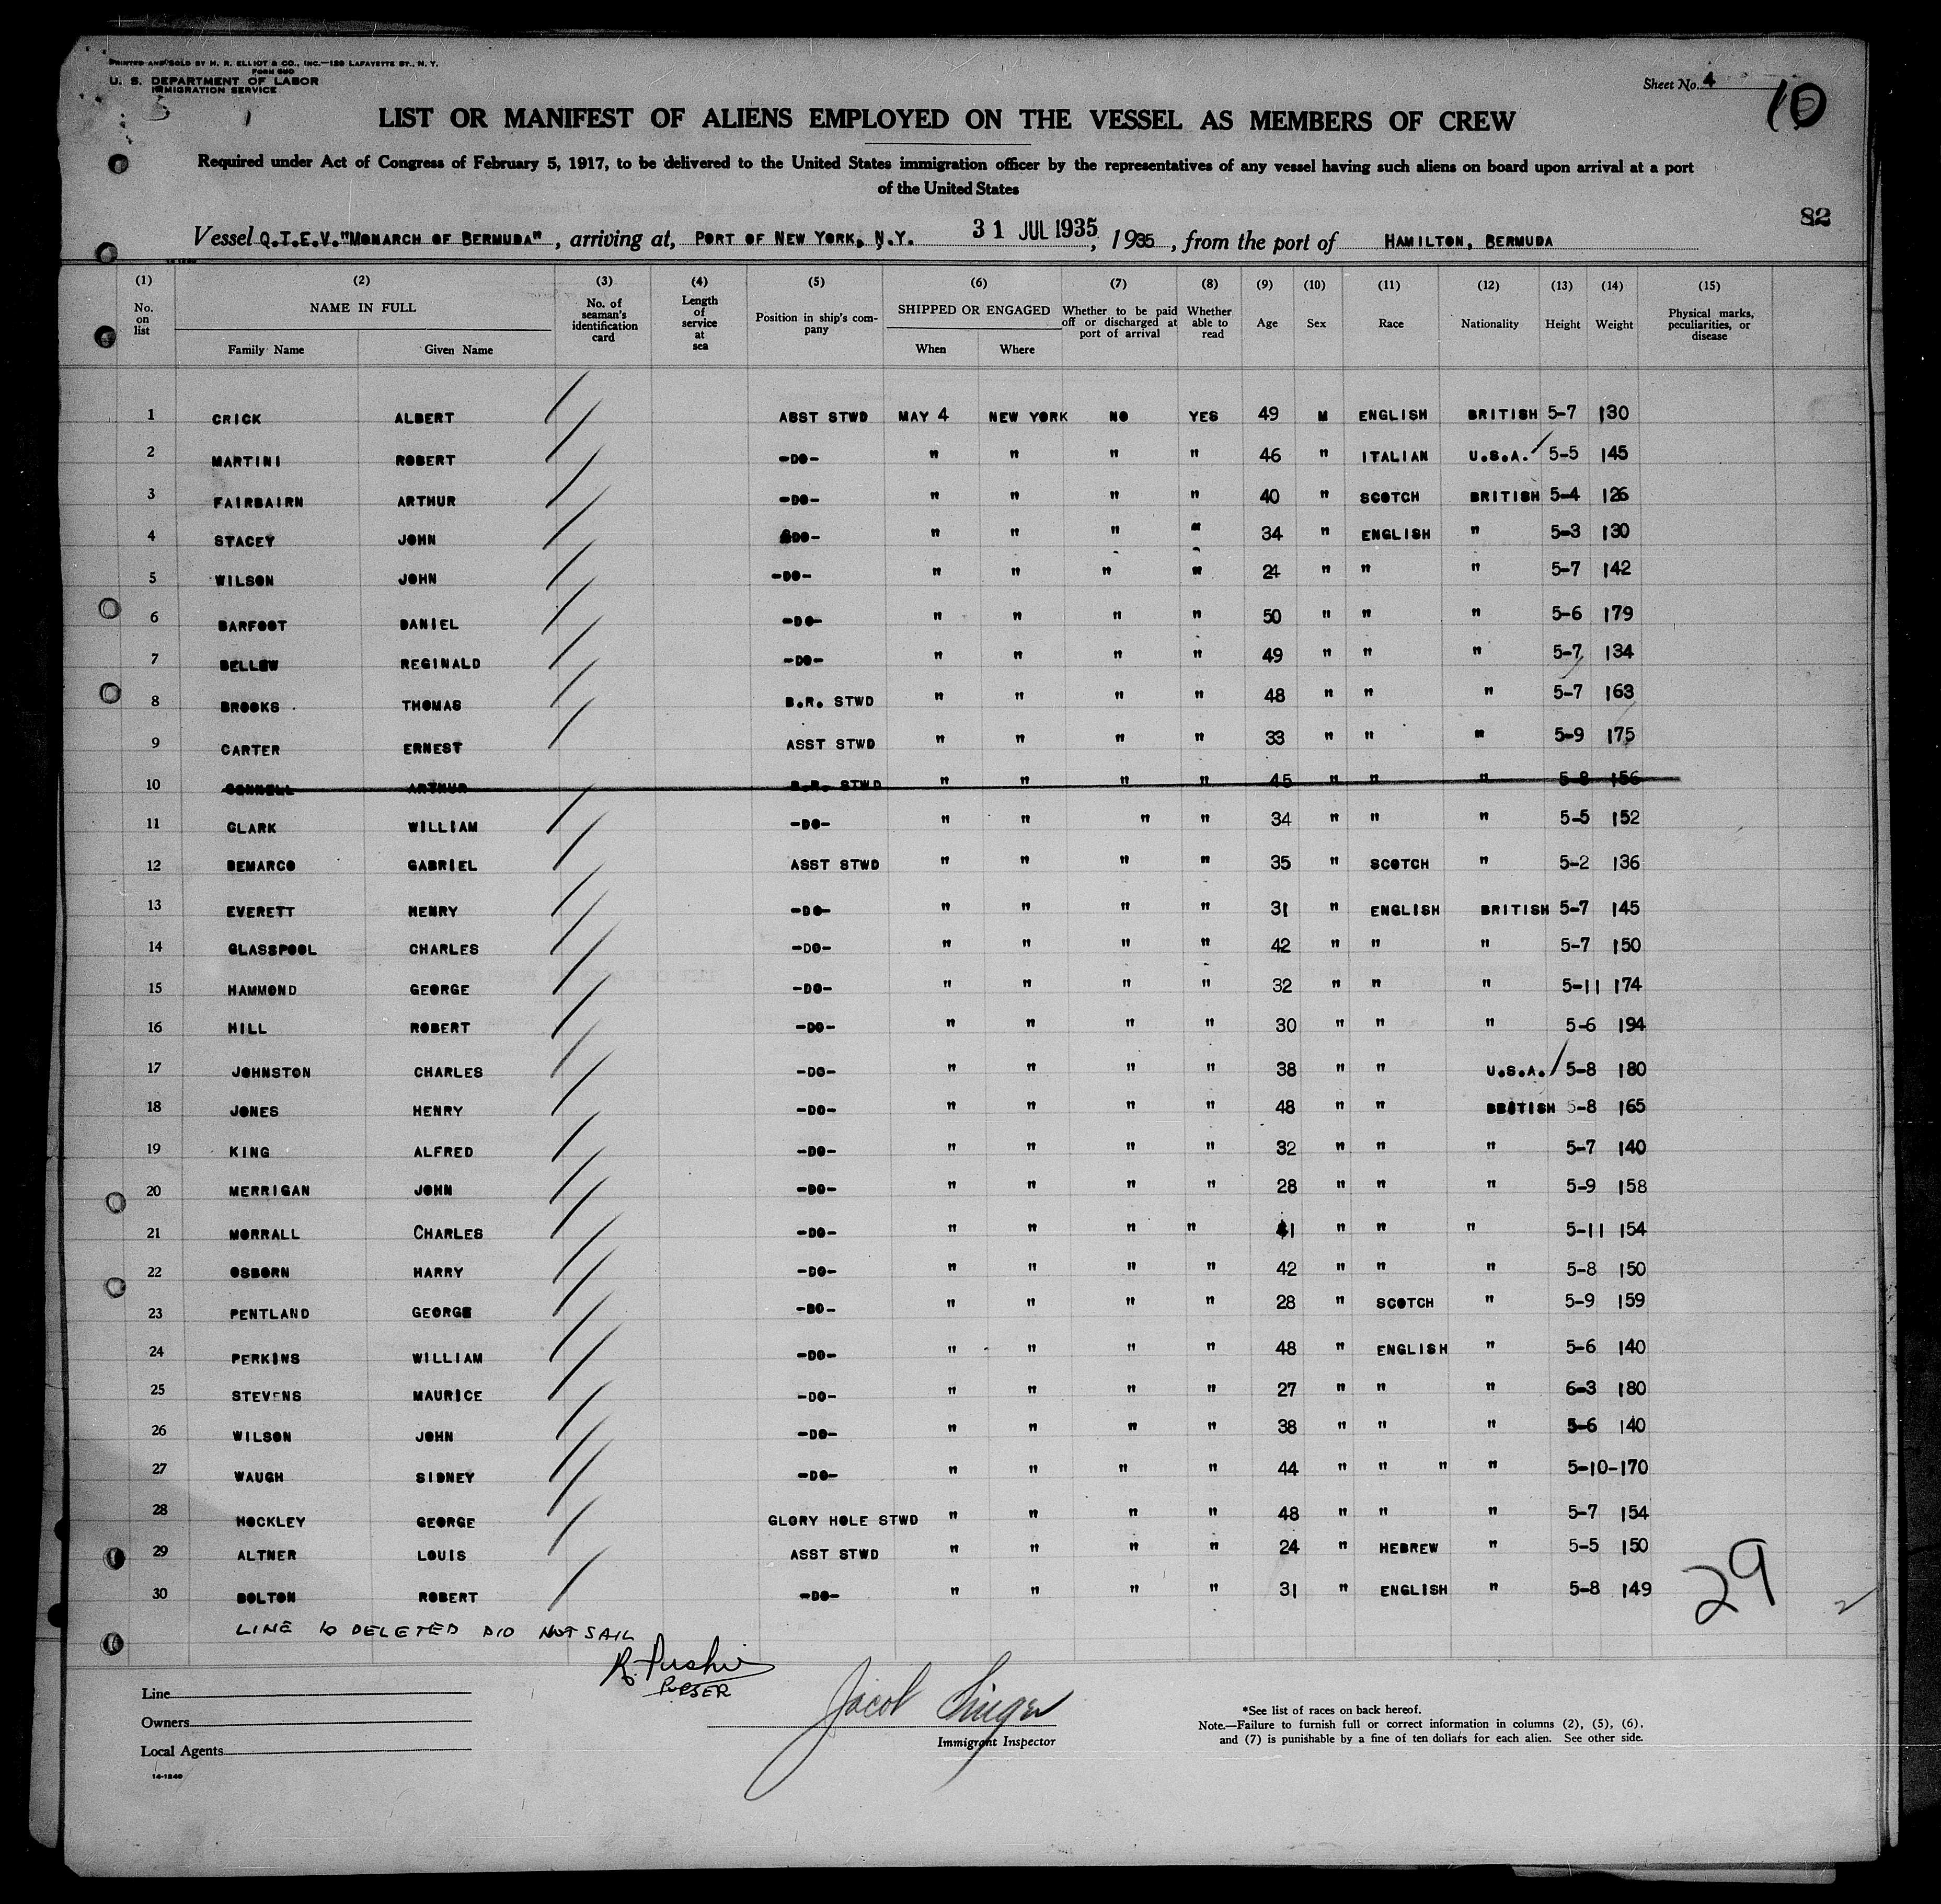 PRINTED AND SOLD BY H. R. ELLIOT & CO., INC.—129 LAFAYETTE ST., N. Y.
FORM 680
U. S. DEPARTMENT OF LABOR
IMMIGRATION SERVICE
Sheet No. 4
10
LIST OR MANIFEST OF ALIENS EMPLOYED ON THE VESSEL AS MEMBERS OF CREW
Required under Act of Congress of February 5, 1917, to be delivered to the United States immigration officer by the representatives of any vessel having such aliens on board upon arrival at a port
of the United States
82
Vessel Q.T.E.V. "MONARCH OF BERMUDA", arriving at, PORT OF NEW YORK, N.Y. 31 JUL 1935, 1935, from the port of HAMILTON, BERMUDA
(1) (2) (3) (4) (5) (6) (7) (8) (9) (10) (11) (12) (13) (14) (15)
No. on list NAME IN FULL Family Name Given Name No. of seaman's identification card Length of service at sea Position in ship's company SHIPPED OR ENGAGED When Where Whether to be paid off or discharged at port of arrival Whether able to read Age Sex Race Nationality Height Weight Physical marks, peculiarities, or disease
1 CRICK ALBERT ASST STWD MAY 4 NEW YORK NO YES 49 M ENGLISH BRITISH 5-7 130
2 MARTINI ROBERT -DO- " " " " 46 " ITALIAN U.S.A. 5-5 145
3 FAIRBAIRN ARTHUR -DO- " " " " 40 " SCOTCH BRITISH 5-4 126
4 STACEY JOHN -DO- " " " " 34 " ENGLISH " 5-3 130
5 WILSON JOHN -DO- " " " " 24 " " " 5-7 142
6 BARFOOT DANIEL -DO- " " " " 50 " " " 5-6 179
7 BELLEW REGINALD -DO- " " " " 49 " " " 5-7 134
8 BROOKS THOMAS B.R. STWD " " " " 48 " " " 5-7 163
9 CARTER ERNEST ASST STWD " " " " 33 " " " 5-9 175
10 CONNELL ARTHUR B.R. STWD " " " " 45 " " " 5-8 156
11 CLARK WILLIAM -DO- " " " " 34 " " " 5-5 152
12 DEMARCO GABRIEL ASST STWD " " " " 35 " SCOTCH " 5-2 136
13 EVERETT HENRY -DO- " " " " 31 " ENGLISH BRITISH 5-7 145
14 GLASSPOOL CHARLES -DO- " " " " 42 " " " 5-7 150
15 HAMMOND GEORGE -DO- " " " " 32 " " " 5-11 174
16 HILL ROBERT -DO- " " " " 30 " " " 5-6 194
17 JOHNSTON CHARLES -DO- " " " " 38 " " U.S.A. 5-8 180
18 JONES HENRY -DO- " " " " 48 " " BRITISH 5-8 165
19 KING ALFRED -DO- " " " " 32 " " " 5-7 140
20 MERRIGAN JOHN -DO- " " " " 28 " " " 5-9 158
21 MORRALL CHARLES -DO- " " " " 41 " " " 5-11 154
22 OSBORN HARRY -DO- " " " " 42 " " " 5-8 150
23 PENTLAND GEORGE -DO- " " " " 28 " SCOTCH " 5-9 159
24 PERKINS WILLIAM -DO- " " " " 48 " ENGLISH " 5-6 140
25 STEVENS MAURICE -DO- " " " " 27 " " " 6-3 180
26 WILSON JOHN -DO- " " " " 38 " " " 5-6 140
27 WAUGH SIDNEY -DO- " " " " 44 " " " " 5-10-170
28 HOCKLEY GEORGE GLORY HOLE STWD " " " " 48 " " " 5-7 154
29 ALTNER LOUIS ASST STWD " " " " 24 " HEBREW " 5-5 150
30 BOLTON ROBERT -DO- " " " " 31 " ENGLISH " 5-8 149
29
LINE 10 DELETED DID NOT SAIL
PURSER
Line
Owners
Local Agents
Jacob Singer
Immigrant Inspector
*See list of races on back hereof.
Note.—Failure to furnish full or correct information in columns (2), (5), (6),
and (7) is punishable by a fine of ten dollars for each alien. See other side.
14-1240